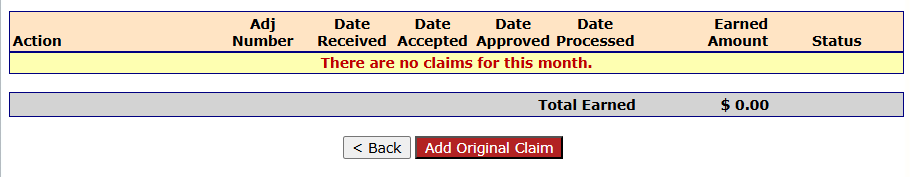 Adj Date Date Date Date Earned
Action Number Received Accepted Approved Processed Amount Status
There are no claims for this month.
Total Earned $ 0.00
< Back Add Original Claim